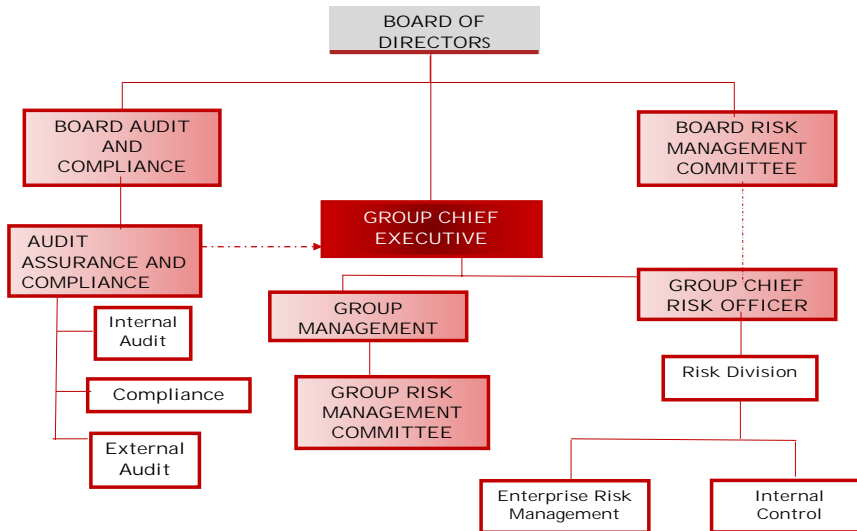 BOARD OF
DIRECTORS
BOARD AUDIT
AND
COMPLIANCE
BOARD RISK
MANAGEMENT
COMMITTEE
GROUP CHIEF
EXECUTIVE
AUDIT
ASSURANCE AND
COMPLIANCE
GROUP
MANAGEMENT
GROUP CHIEF
RISK OFFICER
Internal
Audit
Risk Division
Compliance
GROUP RISK
MANAGEMENT
COMMITTEE
External
Audit
Enterprise Risk
Management
Internal
Control